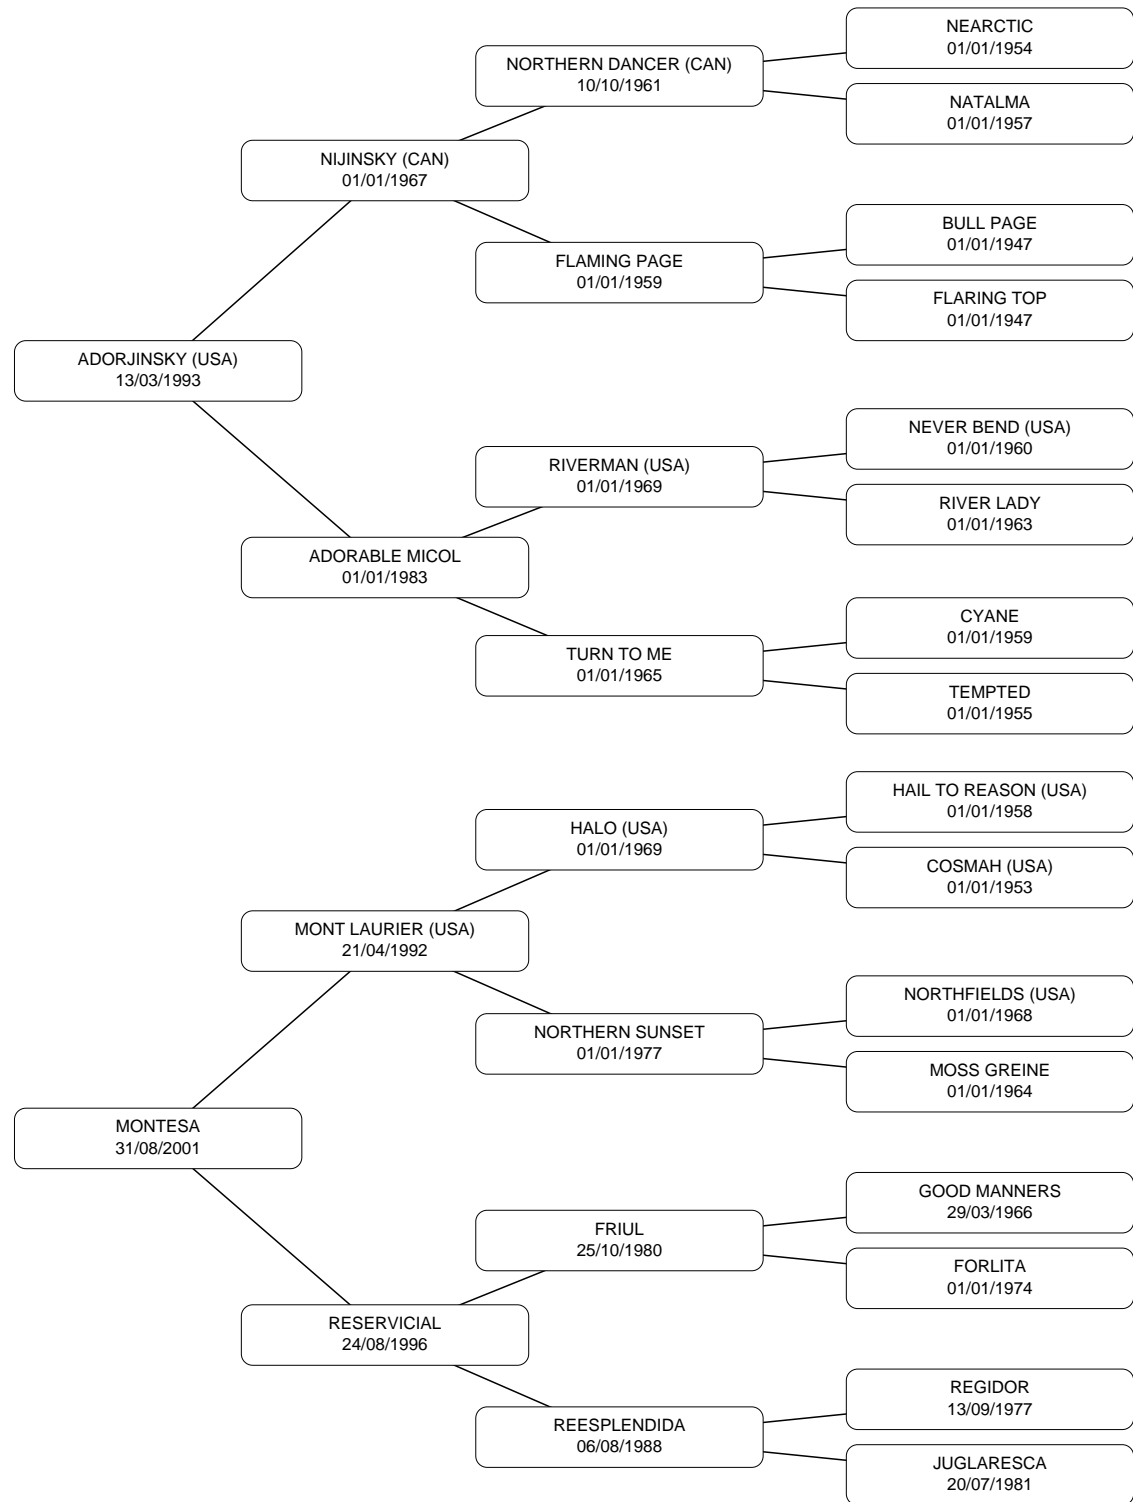 NEARCTIC
01/01/1954
NORTHERN DANCER (CAN)
10/10/1961
NATALMA
01/01/1957
NIJINSKY (CAN)
01/01/1967
BULL PAGE
01/01/1947
FLAMING PAGE
01/01/1959
FLARING TOP
01/01/1947
ADORJINSKY (USA)
13/03/1993
NEVER BEND (USA)
01/01/1960
RIVERMAN (USA)
01/01/1969
RIVER LADY
01/01/1963
ADORABLE MICOL
01/01/1983
CYANE
01/01/1959
TURN TO ME
01/01/1965
TEMPTED
01/01/1955
HAIL TO REASON (USA)
01/01/1958
HALO (USA)
01/01/1969
COSMAH (USA)
01/01/1953
MONT LAURIER (USA)
21/04/1992
NORTHFIELDS (USA)
01/01/1968
NORTHERN SUNSET
01/01/1977
MOSS GREINE
01/01/1964
MONTESA
31/08/2001
GOOD MANNERS
29/03/1966
FRIUL
25/10/1980
FORLITA
01/01/1974
RESERVICIAL
24/08/1996
REGIDOR
13/09/1977
REESPLENDIDA
06/08/1988
JUGLARESCA
20/07/1981